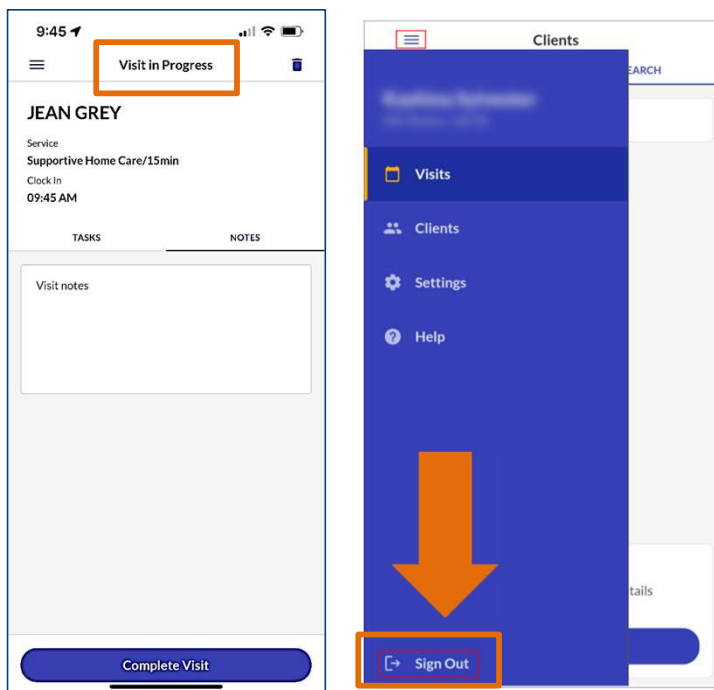 9:45
Visit in Progress
JEAN GREY
Service
Supportive Home Care/15min
Clock In
09:45 AM
TASKS
NOTES
Visit notes
Complete Visit
Clients
EARCH
Visits
Clients
Settings
Help
tails
Sign Out